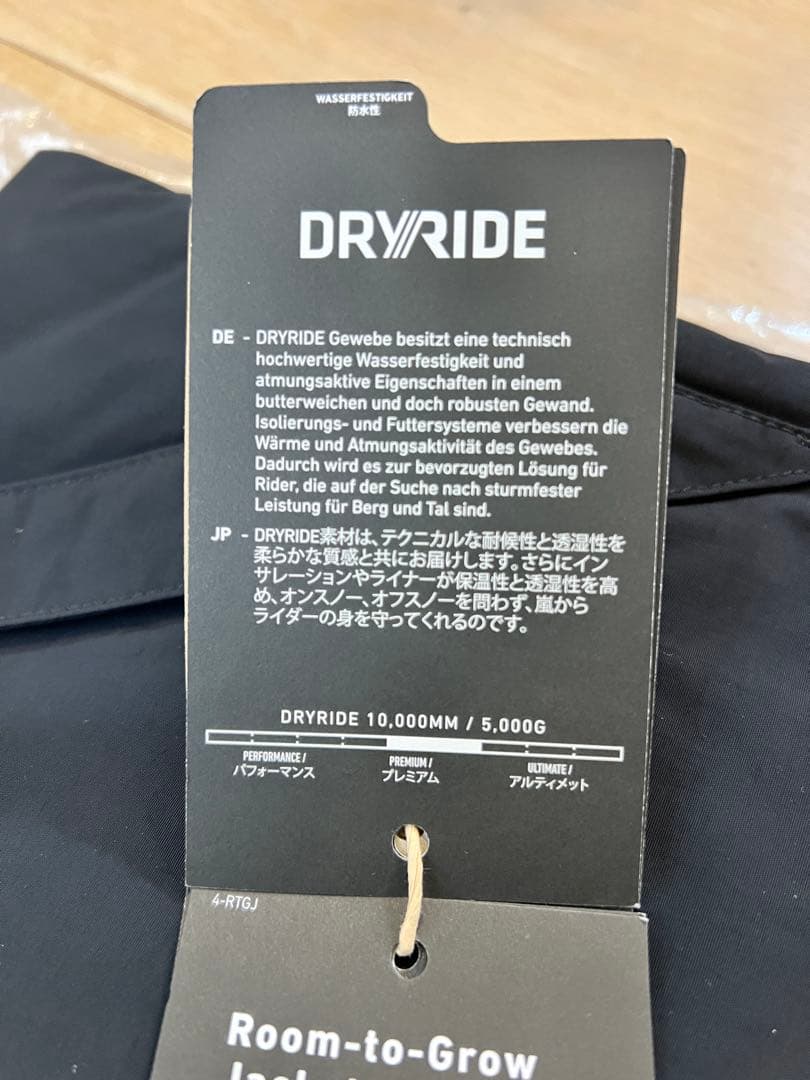 WASSERFESTIGKEIT
防水性
DRYRIDE
DE - DRYRIDE Gewebe besitzt eine technisch
hochwertige Wasserfestigkeit und
atmungsaktive Eigenschaften in einem
butterweichen und doch robusten Gewand.
Isolierungs- und Futtersysteme verbessern die
Wärme und Atmungsaktivität des Gewebes.
Dadurch wird es zur bevorzugten Lösung für
Rider, die auf der Suche nach sturmfester
Leistung für Berg und Tal sind.
JP - DRYRIDE素材は、テクニカルな耐候性と透湿性を
柔らかな質感と共にお届けします。さらにイン
サレーションやライナーが保温性と透湿性を高
め、オンスノー、オフスノーを問わず、嵐から
ライダーの身を守ってくれるのです。
DRYRIDE 10,000MM / 5,000G
PERFORMANCE /
パフォーマンス
PREMIUM /
プレミアム
ULTIMATE /
アルティメット
4-RTGJ
Room-to-Grow